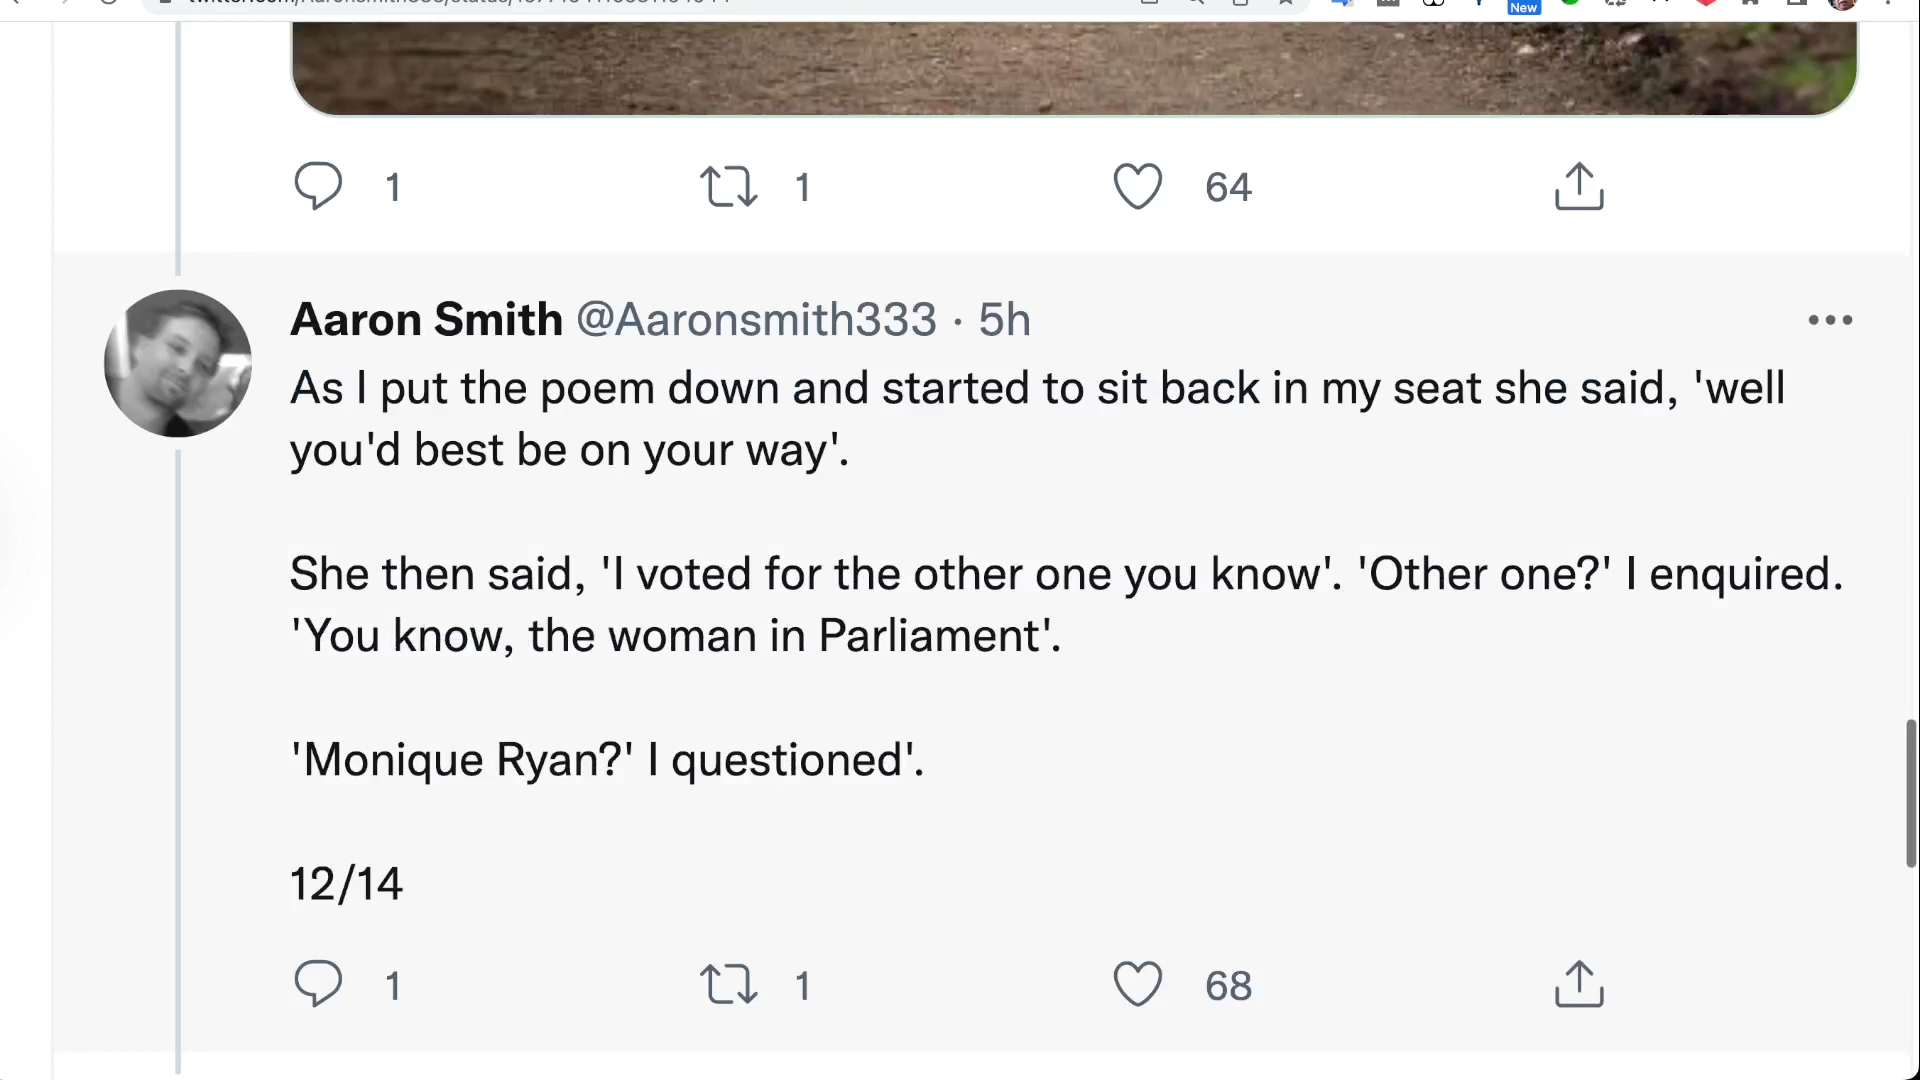 New
1 1 64
Aaron Smith @Aaronsmith333 · 5h
As I put the poem down and started to sit back in my seat she said, 'well
you'd best be on your way'.
She then said, 'I voted for the other one you know'. 'Other one?' I enquired.
'You know, the woman in Parliament'.
'Monique Ryan?' I questioned'.
12/14
1 1 68